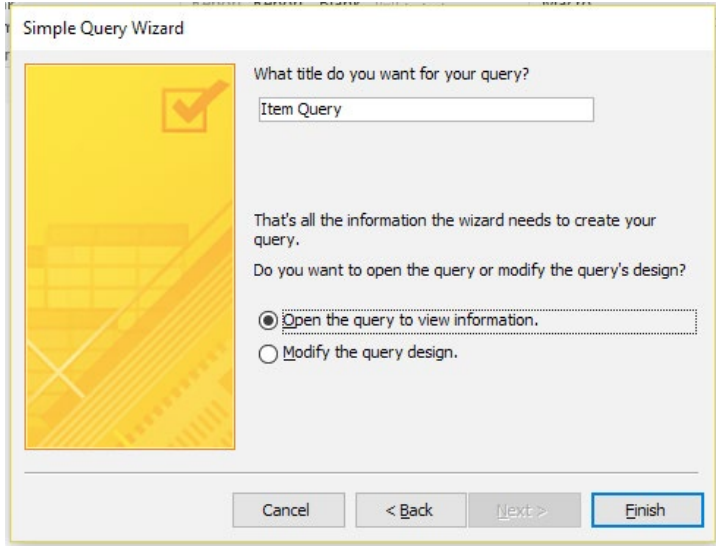 Simple Query Wizard
What title do you want for your query?
Item Query
That's all the information the wizard needs to create your
query.
Do you want to open the query or modify the query's design?
Open the query to view information.
Modify the query design.
Cancel
< Back
Next >
Finish